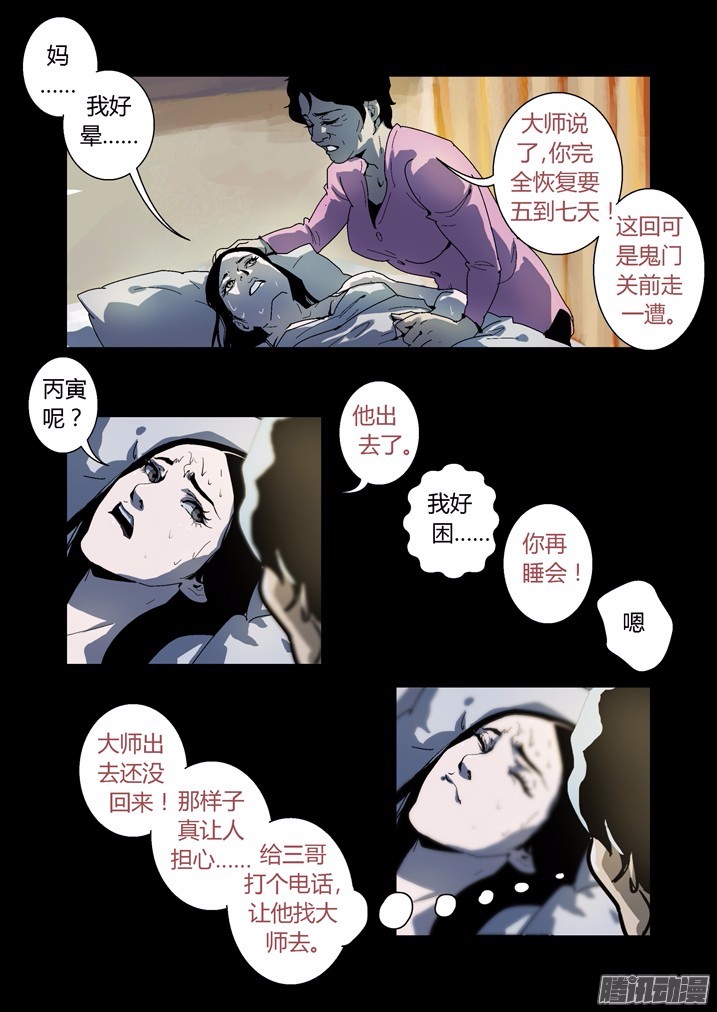 妈
……
我好
晕……
大师说
了,你完
全恢复要
五到七天！
这回可
是鬼门
关前走
一遭。
丙寅
呢？
他出
去了。
我好
困……
你再
睡会！
嗯
大师出
去还没
回来！
那样子
真让人
担心……
给三哥
打个电话，
让他找大
师去。
腾讯动漫